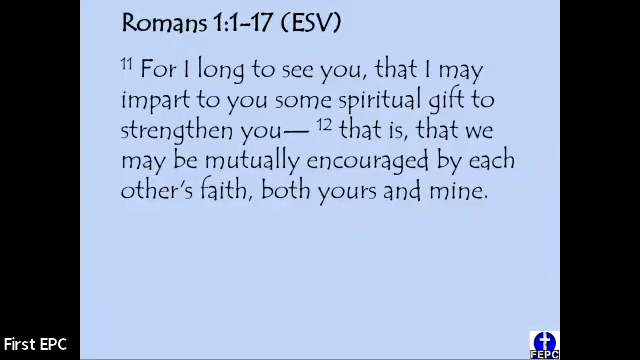 Romans 1:1-17 (ESV)
11 For I long to see you, that I may
impart to you some spiritual gift to
strengthen you— 12 that is, that we
may be mutually encouraged by each
other's faith, both yours and mine.
First EPC
FEPC